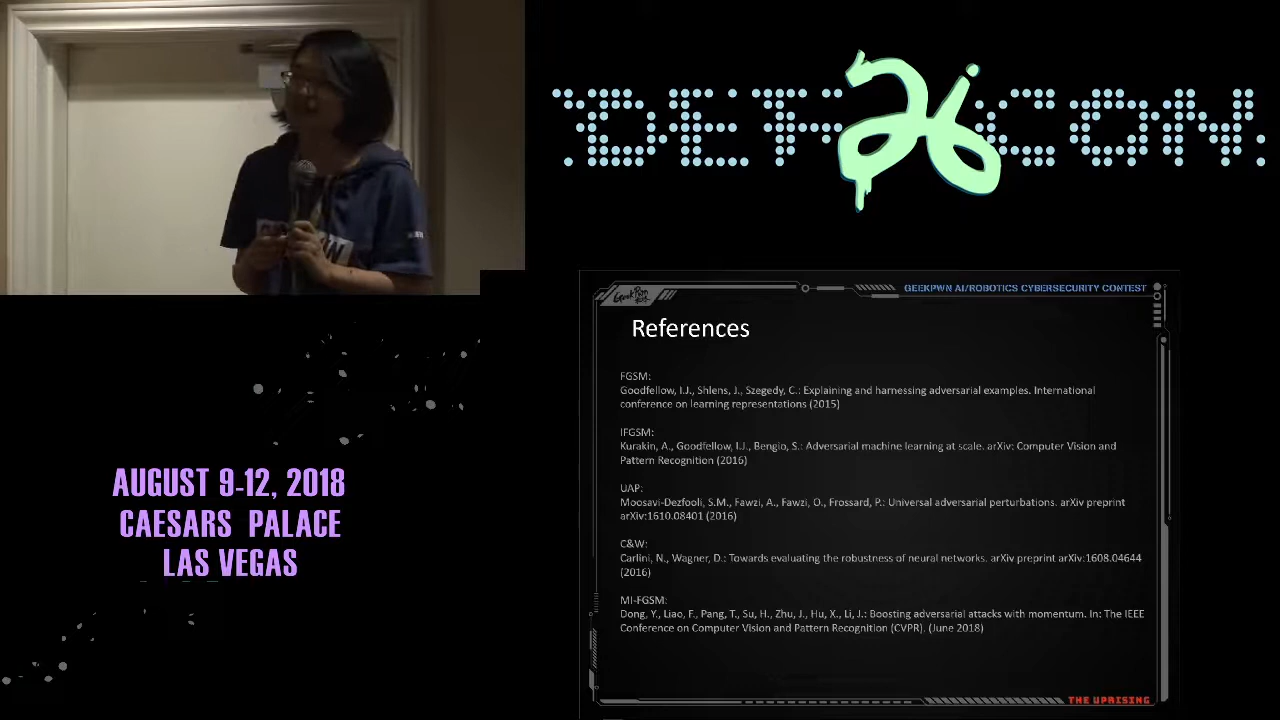 DEF 26 CON
GEEKPWN AI/ROBOTICS CYBERSECURITY CONTEST
GeekPwn
References
FGSM:
Goodfellow, I.J., Shlens, J., Szegedy, C.: Explaining and harnessing adversarial examples. International
conference on learning representations (2015)
IFGSM:
Kurakin, A., Goodfellow, I.J., Bengio, S.: Adversarial machine learning at scale. arXiv: Computer Vision and
Pattern Recognition (2016)
UAP:
Moosavi-Dezfooli, S.M., Fawzi, A., Fawzi, O., Frossard, P.: Universal adversarial perturbations. arXiv preprint
arXiv:1610.08401 (2016)
C&W:
Carlini, N., Wagner, D.: Towards evaluating the robustness of neural networks. arXiv preprint arXiv:1608.04644
(2016)
MI-FGSM:
Dong, Y., Liao, F., Pang, T., Su, H., Zhu, J., Hu, X., Li, J.: Boosting adversarial attacks with momentum. In: The IEEE
Conference on Computer Vision and Pattern Recognition (CVPR). (June 2018)
THE UPRISING
AUGUST 9-12, 2018
CAESARS PALACE
LAS VEGAS